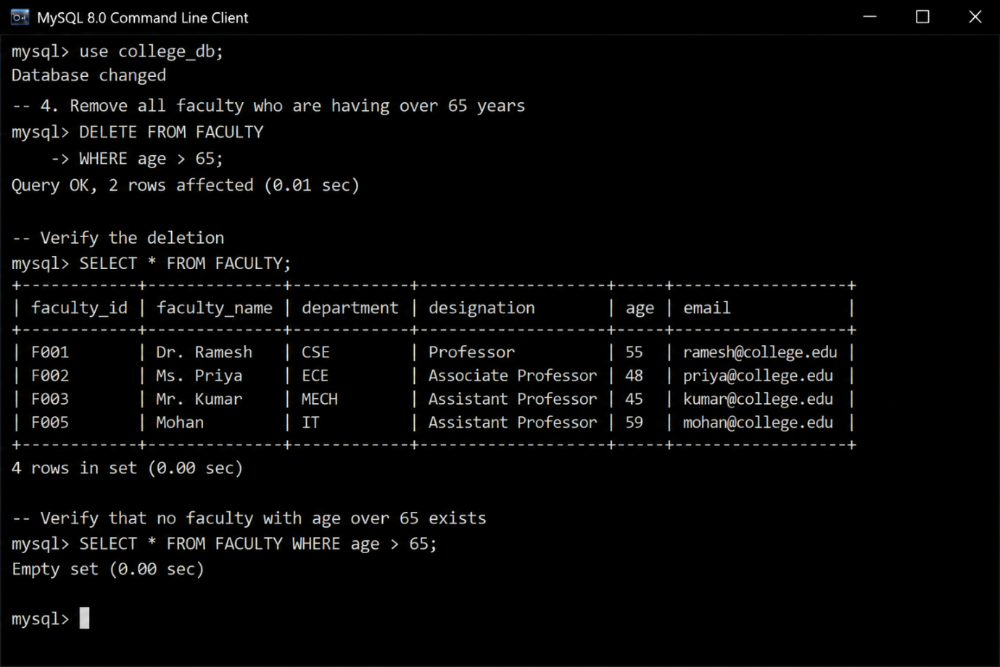 MySQL 8.0 Command Line Client
mysql> use college_db;
Database changed
-- 4. Remove all faculty who are having over 65 years
mysql> DELETE FROM FACULTY
    -> WHERE age > 65;
Query OK, 2 rows affected (0.01 sec)

-- Verify the deletion
mysql> SELECT * FROM FACULTY;
+------------+--------------+------------+---------------------+-----+-------------------+
| faculty_id | faculty_name | department | designation         | age | email             |
+------------+--------------+------------+---------------------+-----+-------------------+
| F001       | Dr. Ramesh   | CSE        | Professor           | 55  | ramesh@college.edu |
| F002       | Ms. Priya    | ECE        | Associate Professor | 48  | priya@college.edu |
| F003       | Mr. Kumar    | MECH       | Assistant Professor | 45  | kumar@college.edu |
| F005       | Mohan        | IT         | Assistant Professor | 59  | mohan@college.edu |
+------------+--------------+------------+---------------------+-----+-------------------+
4 rows in set (0.00 sec)

-- Verify that no faculty with age over 65 exists
mysql> SELECT * FROM FACULTY WHERE age > 65;
Empty set (0.00 sec)

mysql>